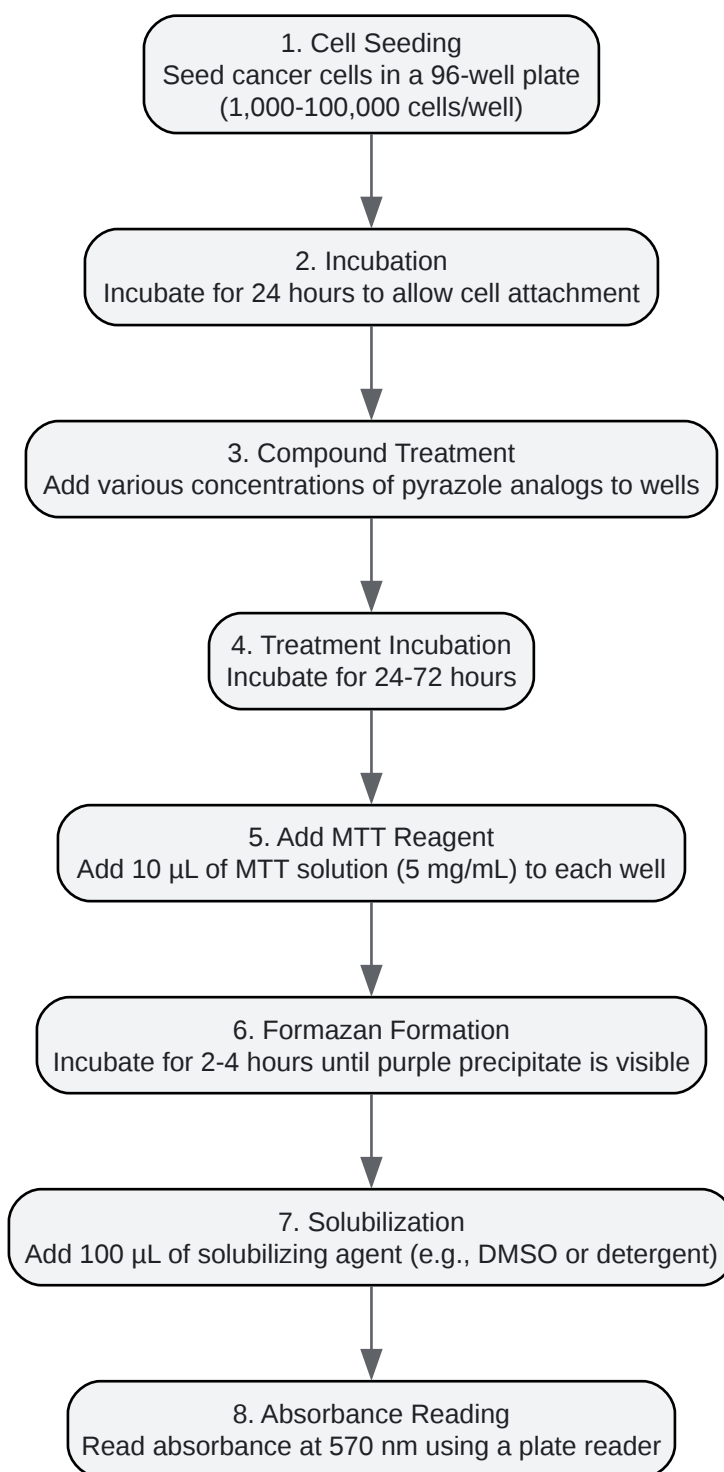 1. Cell Seeding
Seed cancer cells in a 96-well plate
(1,000-100,000 cells/well)
2. Incubation
Incubate for 24 hours to allow cell attachment
3. Compound Treatment
Add various concentrations of pyrazole analogs to wells
4. Treatment Incubation
Incubate for 24-72 hours
5. Add MTT Reagent
Add 10 µL of MTT solution (5 mg/mL) to each well
6. Formazan Formation
Incubate for 2-4 hours until purple precipitate is visible
7. Solubilization
Add 100 µL of solubilizing agent (e.g., DMSO or detergent)
8. Absorbance Reading
Read absorbance at 570 nm using a plate reader